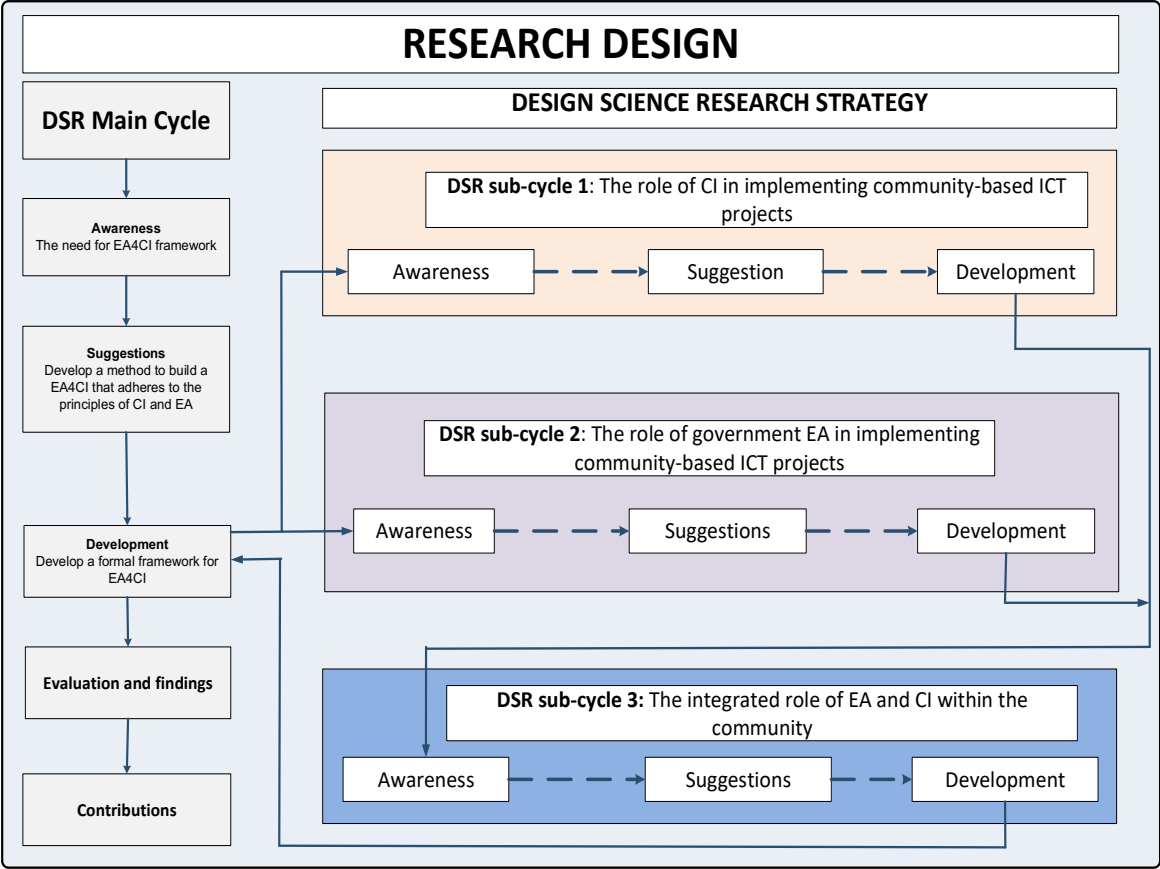 RESEARCH DESIGN
DSR Main Cycle
Awareness
The need for EA4CI framework
Suggestions
Develop a method to build a
EA4CI that adheres to the
principles of CI and EA
Development
Develop a formal framework for
EA4CI
Evaluation and findings
Contributions
DESIGN SCIENCE RESEARCH STRATEGY
DSR sub-cycle 1: The role of CI in implementing community-based ICT
projects
Awareness
Suggestion
Development
DSR sub-cycle 2: The role of government EA in implementing
community-based ICT projects
Awareness
Suggestions
Development
DSR sub-cycle 3: The integrated role of EA and CI within the
community
Awareness
Suggestions
Development